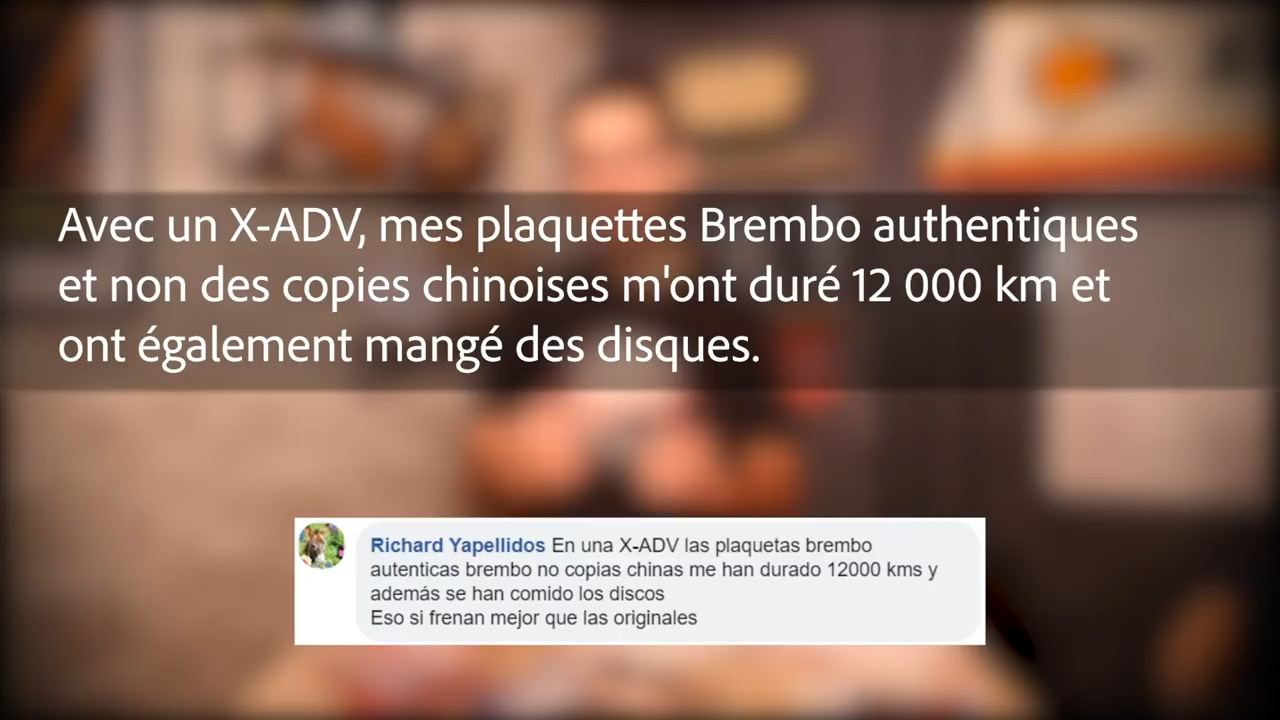 Avec un X-ADV, mes plaquettes Brembo authentiques
et non des copies chinoises m'ont duré 12 000 km et
ont également mangé des disques.
Richard Yapellidos En una X-ADV las plaquetas brembo
autenticas brembo no copias chinas me han durado 12000 kms y
además se han comido los discos
Eso si frenan mejor que las originales